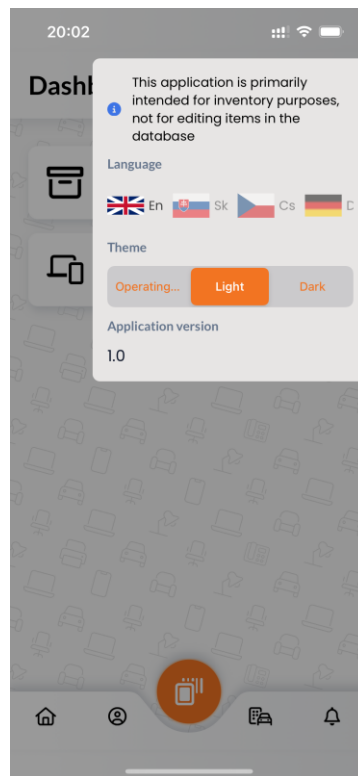 20:02
Dashb
This application is primarily
intended for inventory purposes,
not for editing items in the
database
Language
En Sk Cs D
Theme
Operating... Light Dark
Application version
1.0